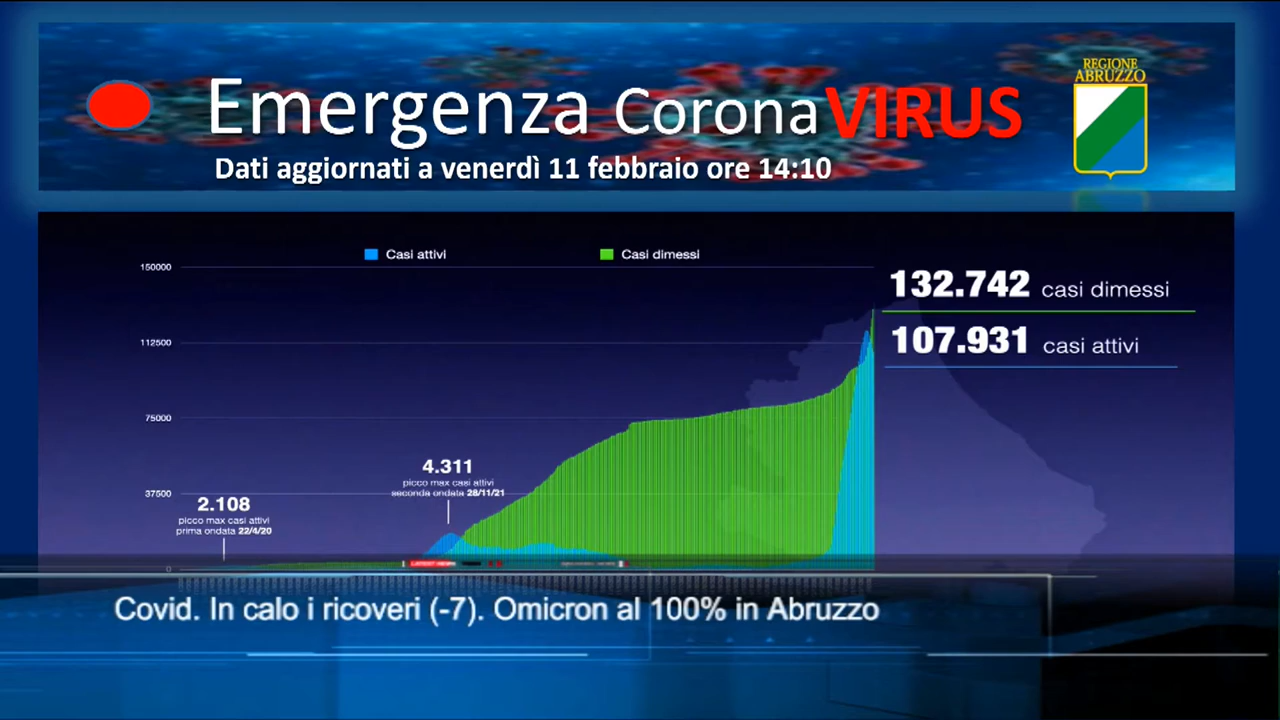 REGIONE
ABRUZZO
Emergenza CoronaVIRUS
Dati aggiornati a venerdì 11 febbraio ore 14:10
Casi attivi
Casi dimessi
150000
132.742 casi dimessi
107.931 casi attivi
112500
75000
4.311
picco max casi attivi
seconda ondata 28/11/21
37500
2.108
picco max casi attivi
prima ondata 22/4/20
0
LATEST NEWS
Covid. In calo i ricoveri (-7). Omicron al 100% in Abruzzo